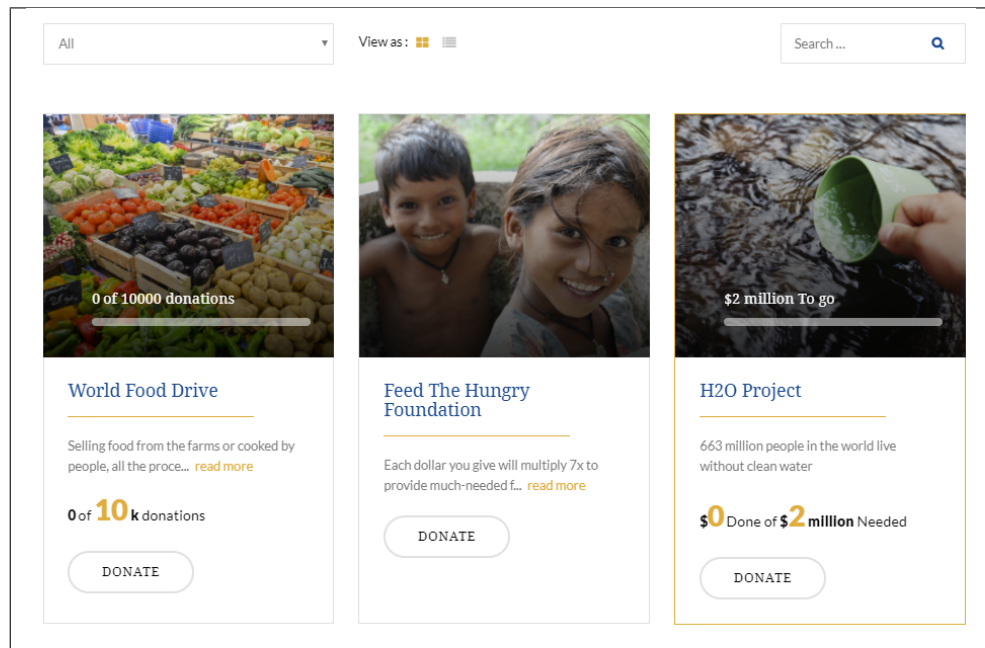 All
View as :
Search ...
0 of 10000 donations
$2 million To go
World Food Drive
Selling food from the farms or cooked by
people, all the proce... read more
0 of 10 k donations
DONATE
Feed The Hungry
Foundation
Each dollar you give will multiply 7x to
provide much-needed f... read more
DONATE
H2O Project
663 million people in the world live
without clean water
$0 Done of $2 million Needed
DONATE